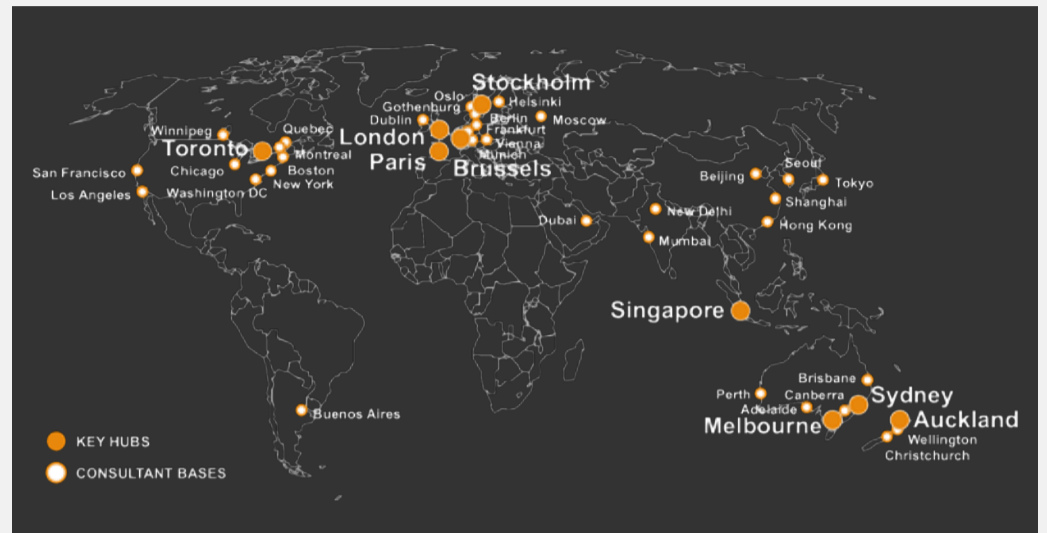 Stockholm
Oslo
Helsinki
Gothenburg
Dublin
Berlin
Moscow
London
Frankfurt
Vienna
Paris
Munich
Brussels
Winnipeg
Quebec
Toronto
Montreal
Chicago
Boston
San Francisco
New York
Los Angeles
Washington DC
Seoul
Beijing
Tokyo
Shanghai
New Delhi
Dubai
Hong Kong
Mumbai
Singapore
Brisbane
Perth
Canberra
Sydney
Adelaide
Melbourne
Auckland
Wellington
Christchurch
Buenos Aires
KEY HUBS
CONSULTANT BASES